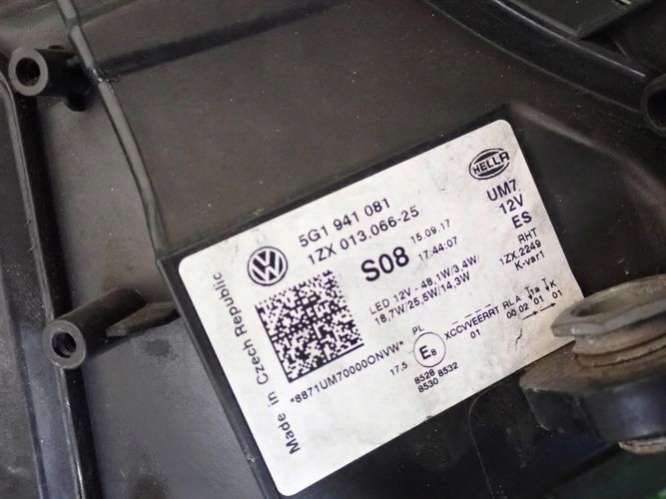 5G1 941 081
1ZX 013.066-25
S08
15.09.17
17:44:07
HELLA
UM7
12V
ES
RHT
1ZX.2249
K-var1
LED 12V - 48,1W/3,4W
18,7W/25,5W/14,3W
Made in Czech Republic
*8871UM70000ONVW*
PL
17,5
E8
XCCVVEERRT
01
RL A
00 02 01 01
K
8528
8530 8532